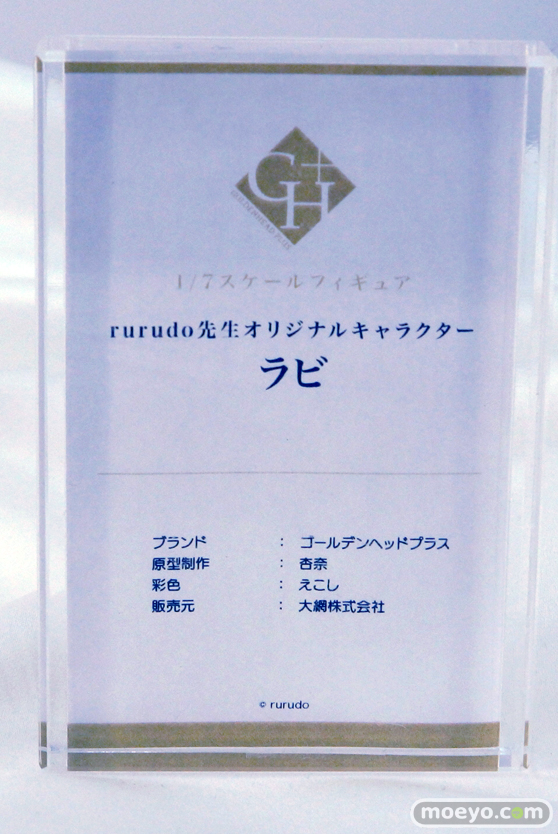 GH+
GOLDENHEAD PLUS
1/7スケールフィギュア
rurudo先生オリジナルキャラクター
ラビ
ブランド : ゴールデンヘッドプラス
原型制作 : 杏奈
彩色 : えこし
販売元 : 大網株式会社
© rurudo
moeyo.com